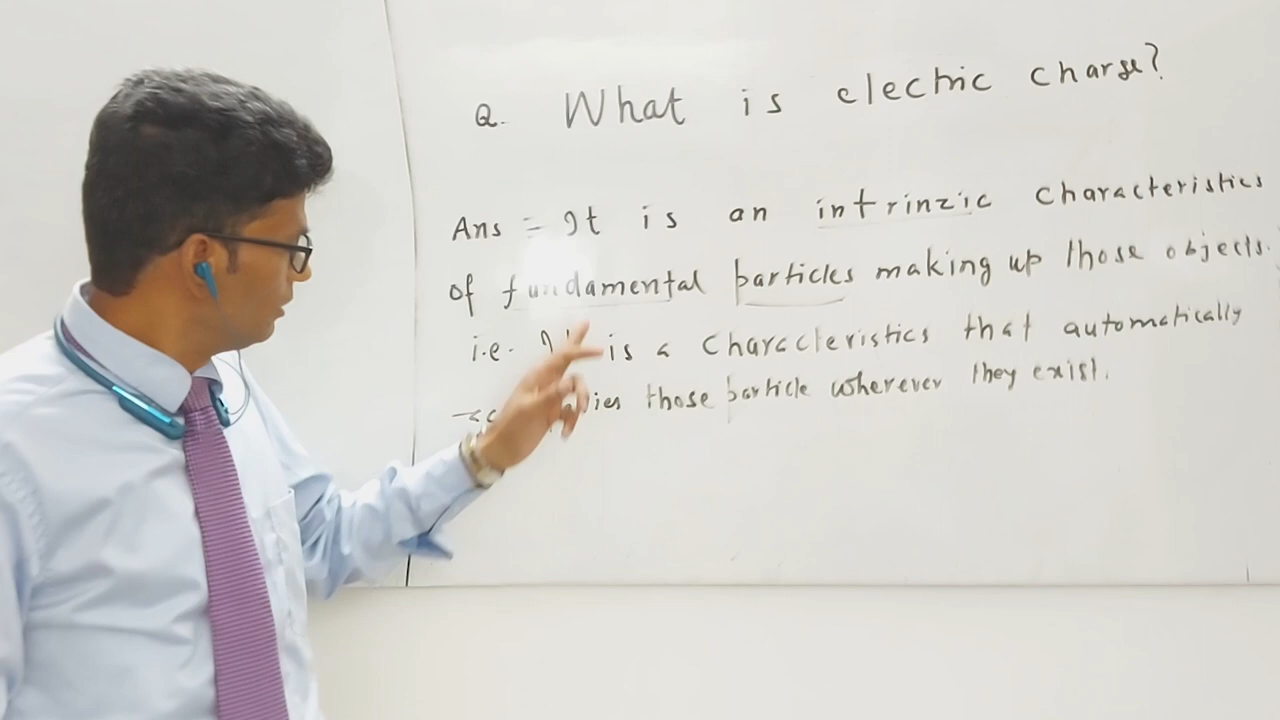 Q. What is electric charge?
Ans = It is an intrinzic characteristics
of fundamental particles making up those objects.
i.e. is a characteristics that automatically
those particle wherever they exist.